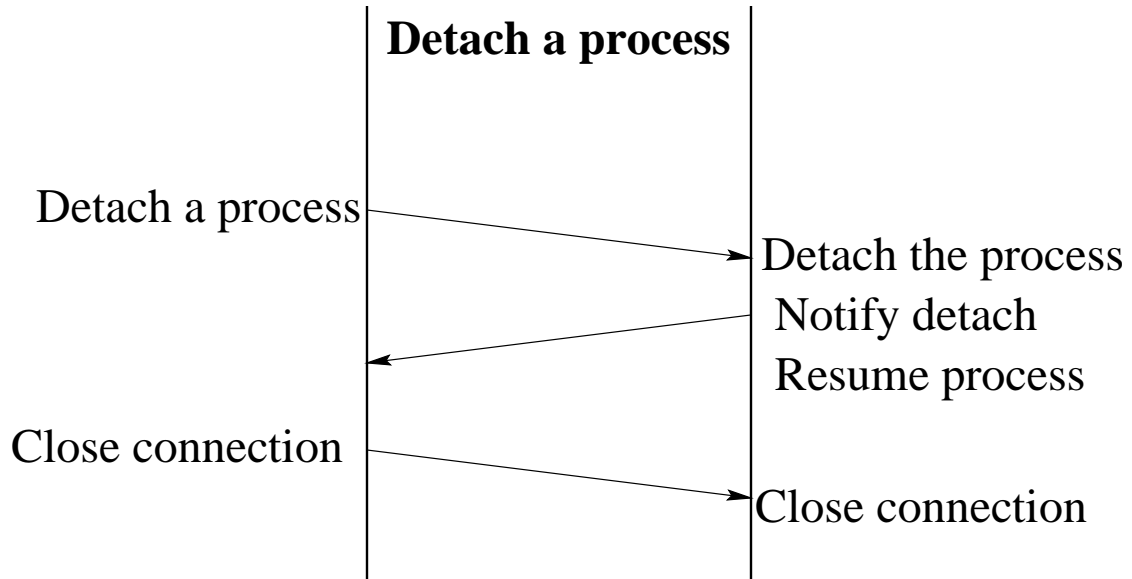 Detach a process
Detach a process
Detach the process
Notify detach
Resume process
Close connection
Close connection